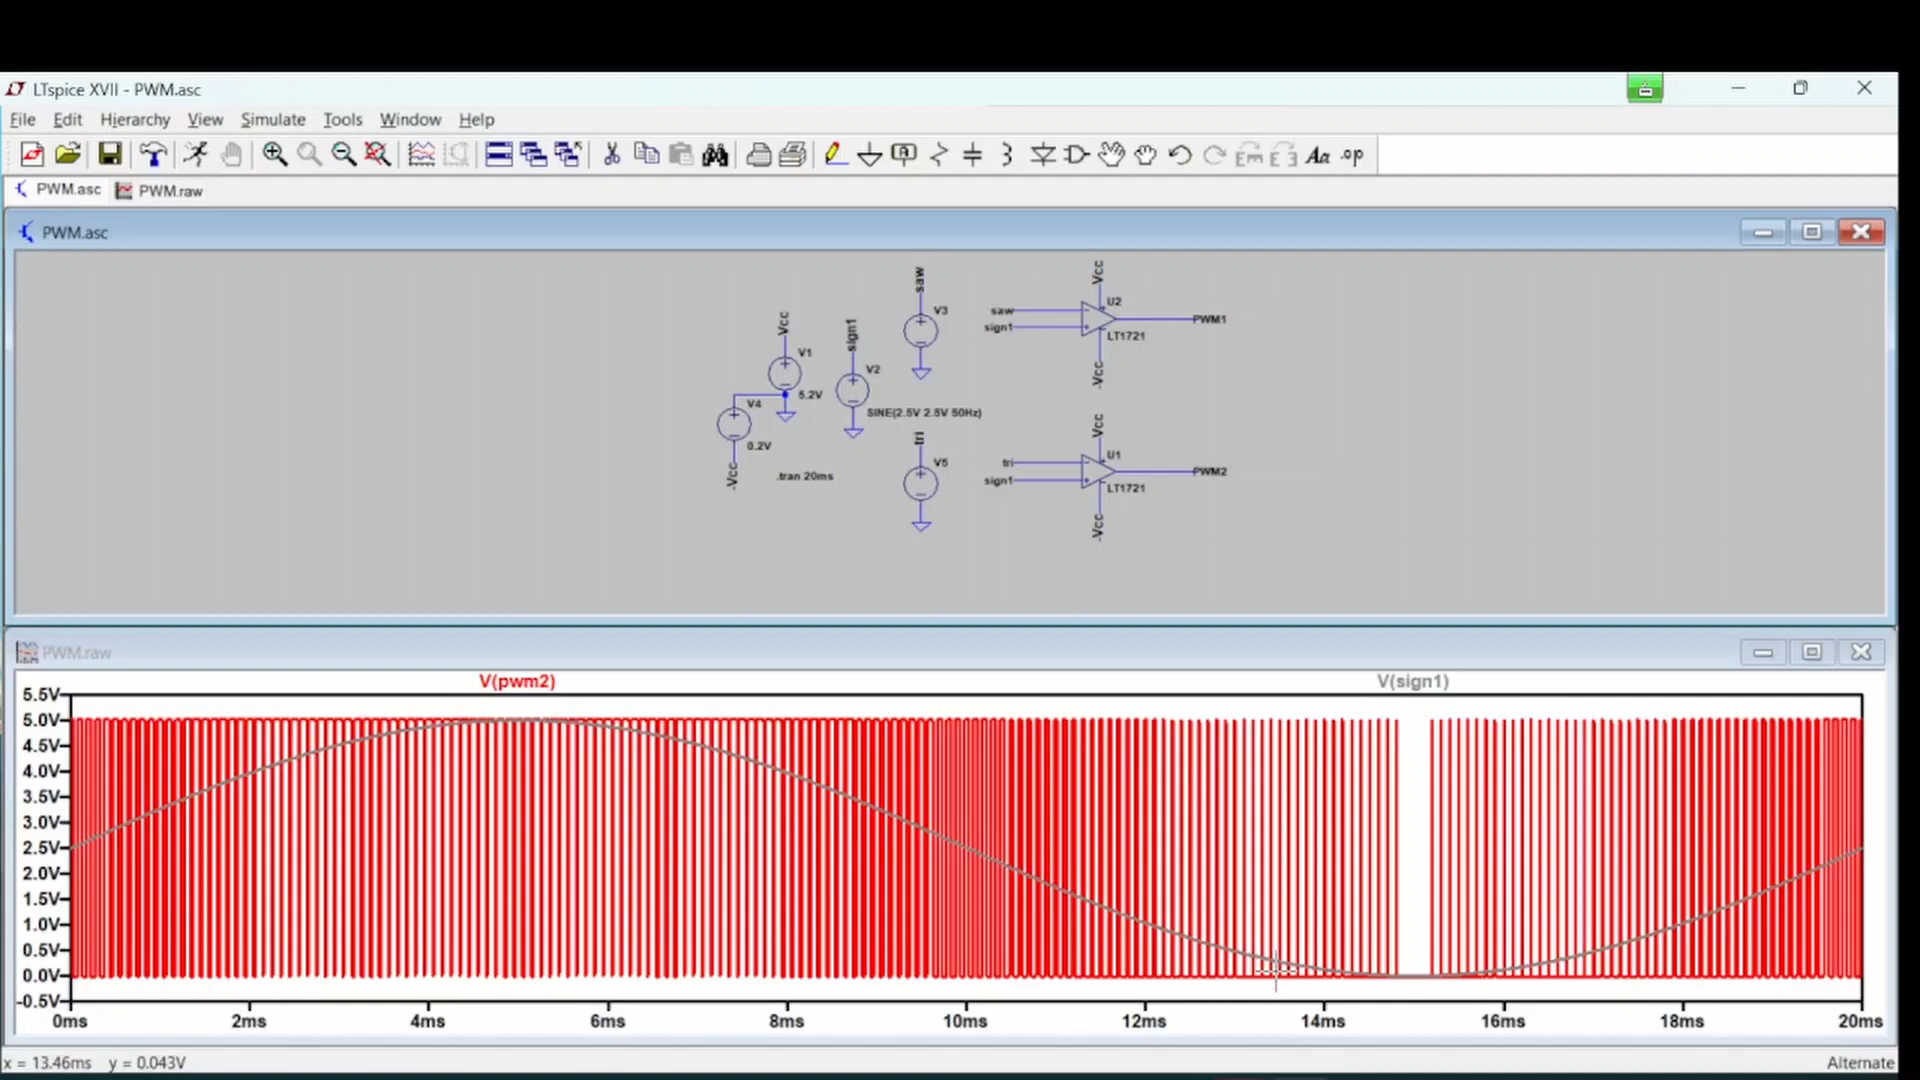 LTspice XVII - PWM.asc
File Edit Hierarchy View Simulate Tools Window Help
Aa .op
PWM.asc PWM.raw
PWM.asc
saw
Vcc
V3
saw
U2
sign1
PWM1
LT1721
-Vcc
Vcc
V1
5.2V
sign1
V2
SINE(2.5V 2.5V 50Hz)
V4
0.2V
-Vcc
.tran 20ms
tri
V5
Vcc
tri
U1
sign1
PWM2
LT1721
-Vcc
PWM.raw
V(pwm2) V(sign1)
5.5V
5.0V
4.5V
4.0V
3.5V
3.0V
2.5V
2.0V
1.5V
1.0V
0.5V
0.0V
-0.5V
0ms 2ms 4ms 6ms 8ms 10ms 12ms 14ms 16ms 18ms 20ms
x = 13.46ms y = 0.043V Alternate